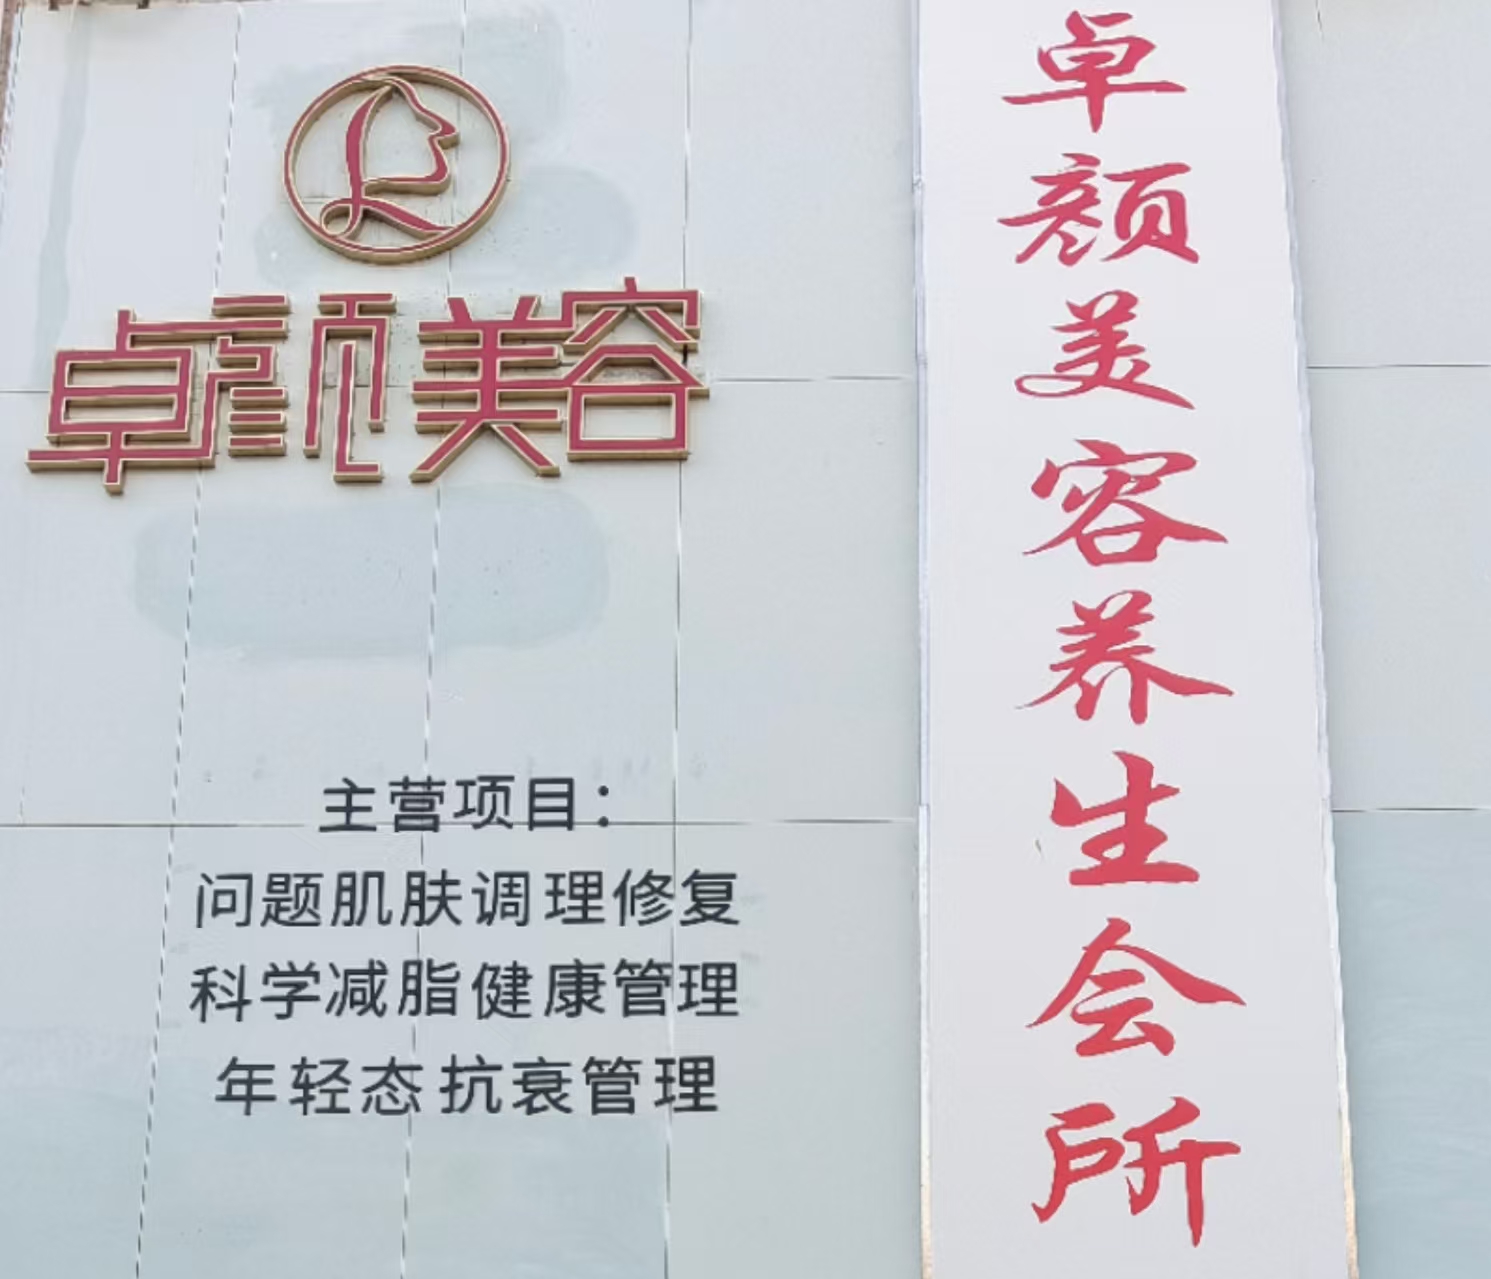 卓颜美容
主营项目：
问题肌肤调理修复
科学减脂健康管理
年轻态抗衰管理
卓颜美容养生会所